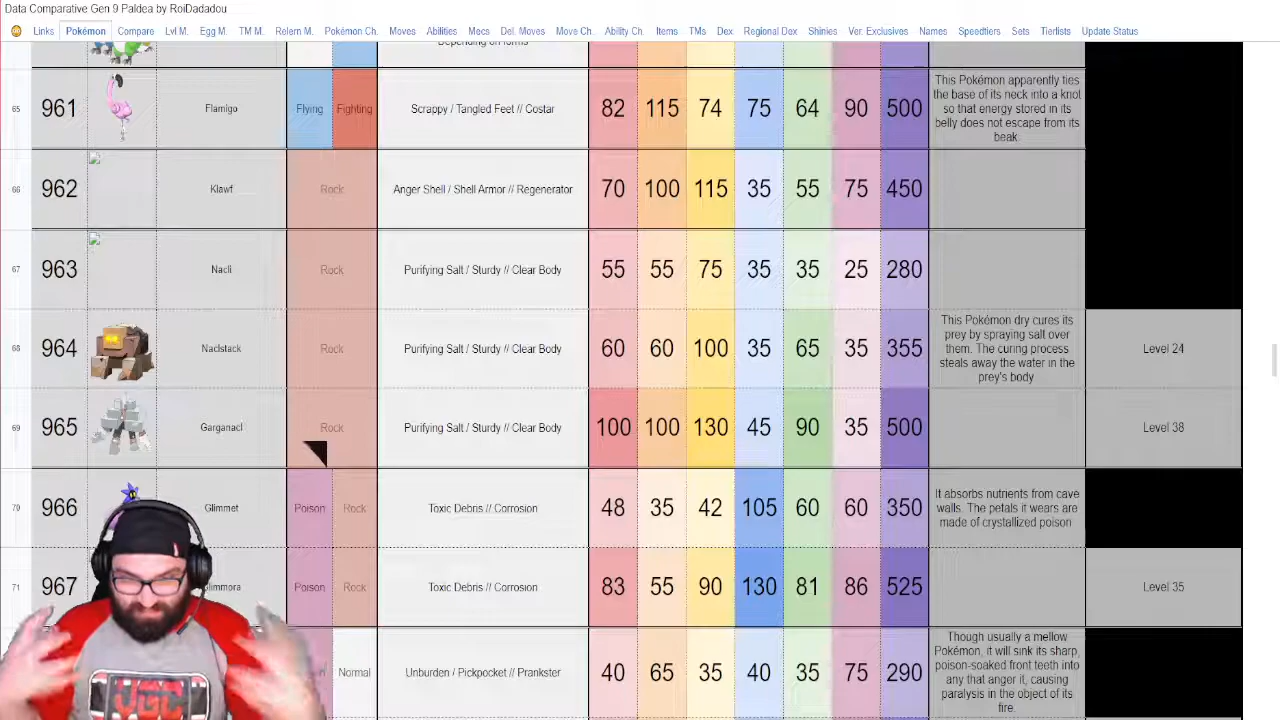 Data Comparative Gen 9 Paldea by RoiDadadou
Links Pokémon Compare Lvl M. Egg M. TM M. Relern M. Pokémon Ch. Moves Abilities Mecs Del. Moves Move Ch. Ability Ch. Items TMs Dex Regional Dex Shinies Ver. Exclusives Names Speedtiers Sets Tierlists Update Status
Depending on forms
65 961 Flamigo Flying Fighting Scrappy / Tangled Feet // Costar 82 115 74 75 64 90 500
This Pokémon apparently ties
the base of its neck into a knot
so that energy stored in its
belly does not escape from its
beak.
66 962 Klawf Rock Anger Shell / Shell Armor // Regenerator 70 100 115 35 55 75 450
67 963 Nacli Rock Purifying Salt / Sturdy // Clear Body 55 55 75 35 35 25 280
68 964 Naclstack Rock Purifying Salt / Sturdy // Clear Body 60 60 100 35 65 35 355
This Pokémon dry cures its
prey by spraying salt over
them. The curing process
steals away the water in the
prey's body
Level 24
69 965 Garganacl Rock Purifying Salt / Sturdy // Clear Body 100 100 130 45 90 35 500 Level 38
70 966 Glimmet Poison Rock Toxic Debris // Corrosion 48 35 42 105 60 60 350
It absorbs nutrients from cave
walls. The petals it wears are
made of crystallized poison
71 967 Poison Rock Toxic Debris // Corrosion 83 55 90 130 81 86 525 Level 35
Normal Unburden / Pickpocket // Prankster 40 65 35 40 35 75 290
Though usually a mellow
Pokémon, it will sink its sharp,
poison-soaked front teeth into
any that anger it, causing
paralysis in the object of its
fire.
VGC